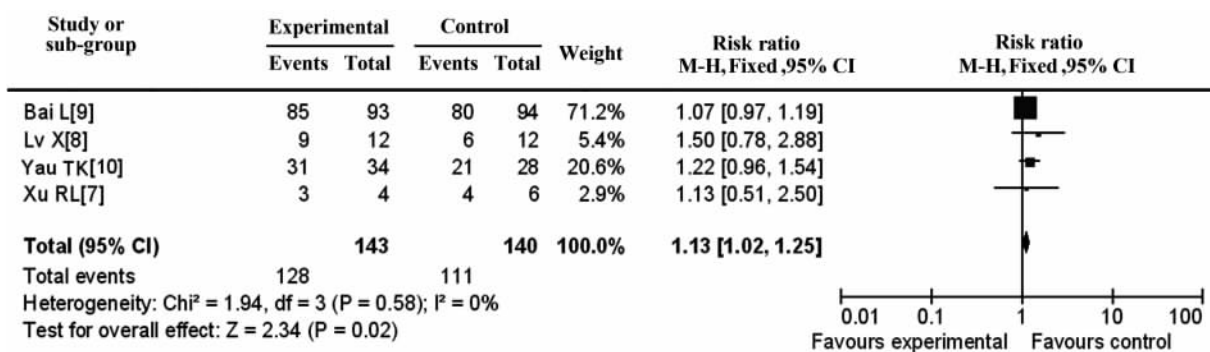 Study or sub-group Experimental Control Weight Risk ratio Risk ratio
Events Total Events Total M-H, Fixed ,95% CI M-H, Fixed ,95% CI
Bai L[9] 85 93 80 94 71.2% 1.07 [0.97, 1.19]
Lv X[8] 9 12 6 12 5.4% 1.50 [0.78, 2.88]
Yau TK[10] 31 34 21 28 20.6% 1.22 [0.96, 1.54]
Xu RL[7] 3 4 4 6 2.9% 1.13 [0.51, 2.50]
Total (95% CI) 143 140 100.0% 1.13 [1.02, 1.25]
Total events 128 111
Heterogeneity: Chi² = 1.94, df = 3 (P = 0.58); I² = 0%
Test for overall effect: Z = 2.34 (P = 0.02)
0.01 0.1 1 10 100
Favours experimental Favours control